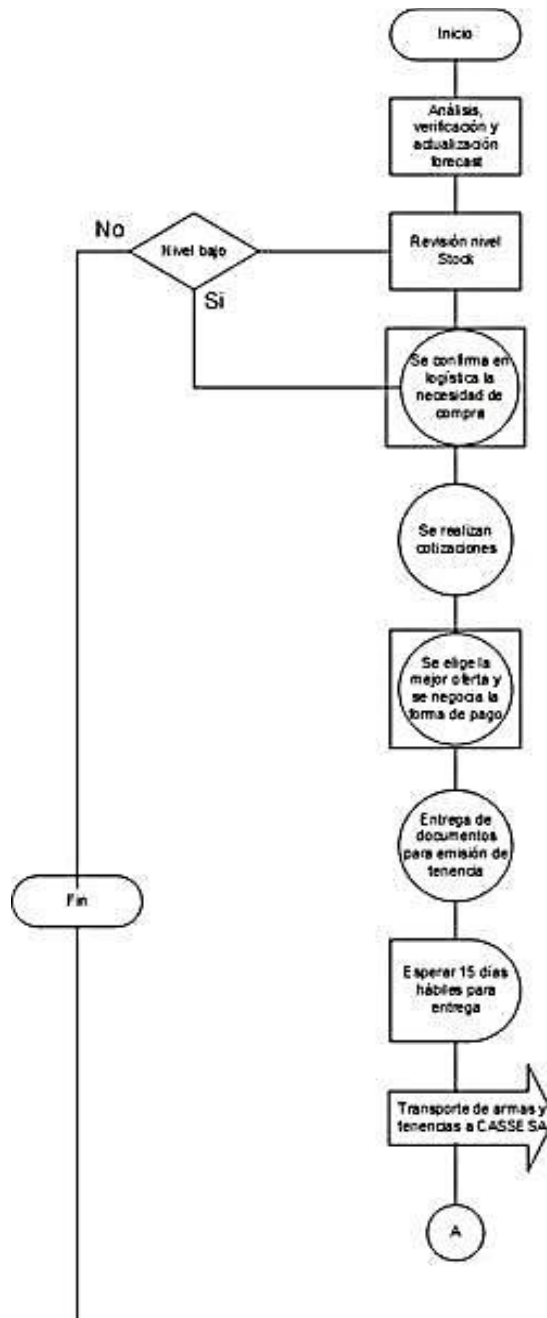 Inicio
Análisis,
verificación y
actualización
forecast
No
Nivel bajo
Revisión nivel
Stock
Si
Se confirma en
logística la
necesidad de
compra
Se realizan
cotizaciones
Se elige la
mejor oferta y
se negocia la
forma de pago
Entrega de
documentos
para emisión de
tenencia
Fin
Esperar 15 días
hábiles para
entrega
Transporte de armas y
tenencias a CASSE SA
A